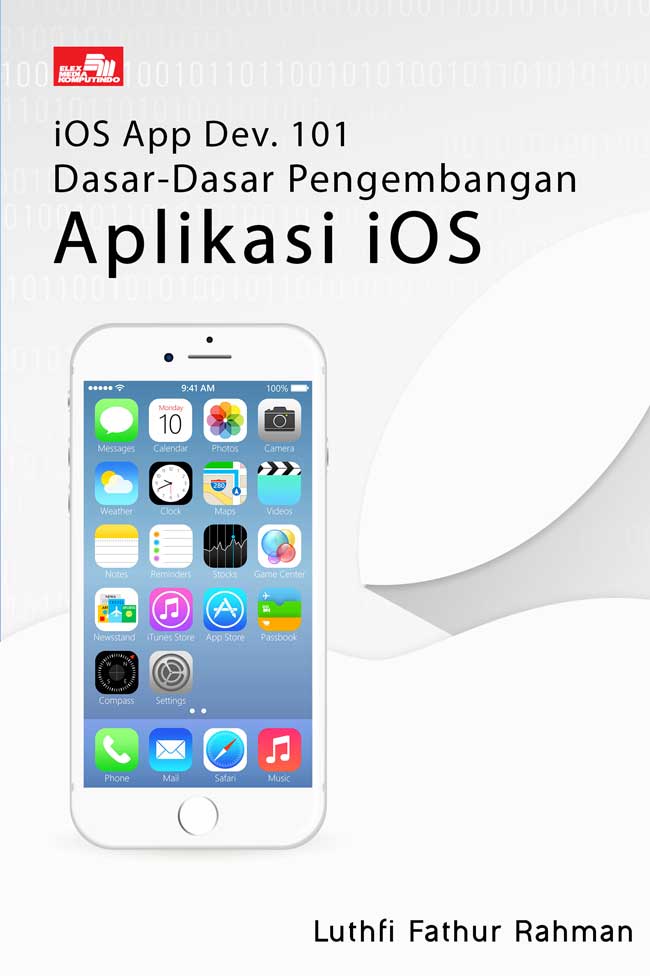 ELEX
MEDIA
KOMPUTINDO
iOS App Dev. 101
Dasar-Dasar Pengembangan
Aplikasi iOS
9:41 AM 100%
Monday
10
Messages Calendar Photos Camera
280
Weather Clock Maps Videos
Notes Reminders Stocks Game Center
Newsstand iTunes Store App Store Passbook
Compass Settings
Phone Mail Safari Music
Luthfi Fathur Rahman